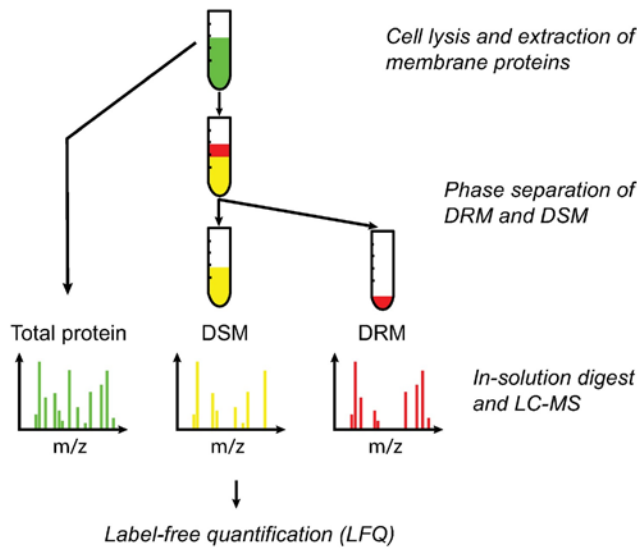 Cell lysis and extraction of
membrane proteins
Phase separation of
DRM and DSM
Total protein
DSM
DRM
In-solution digest
and LC-MS
m/z
m/z
m/z
Label-free quantification (LFQ)